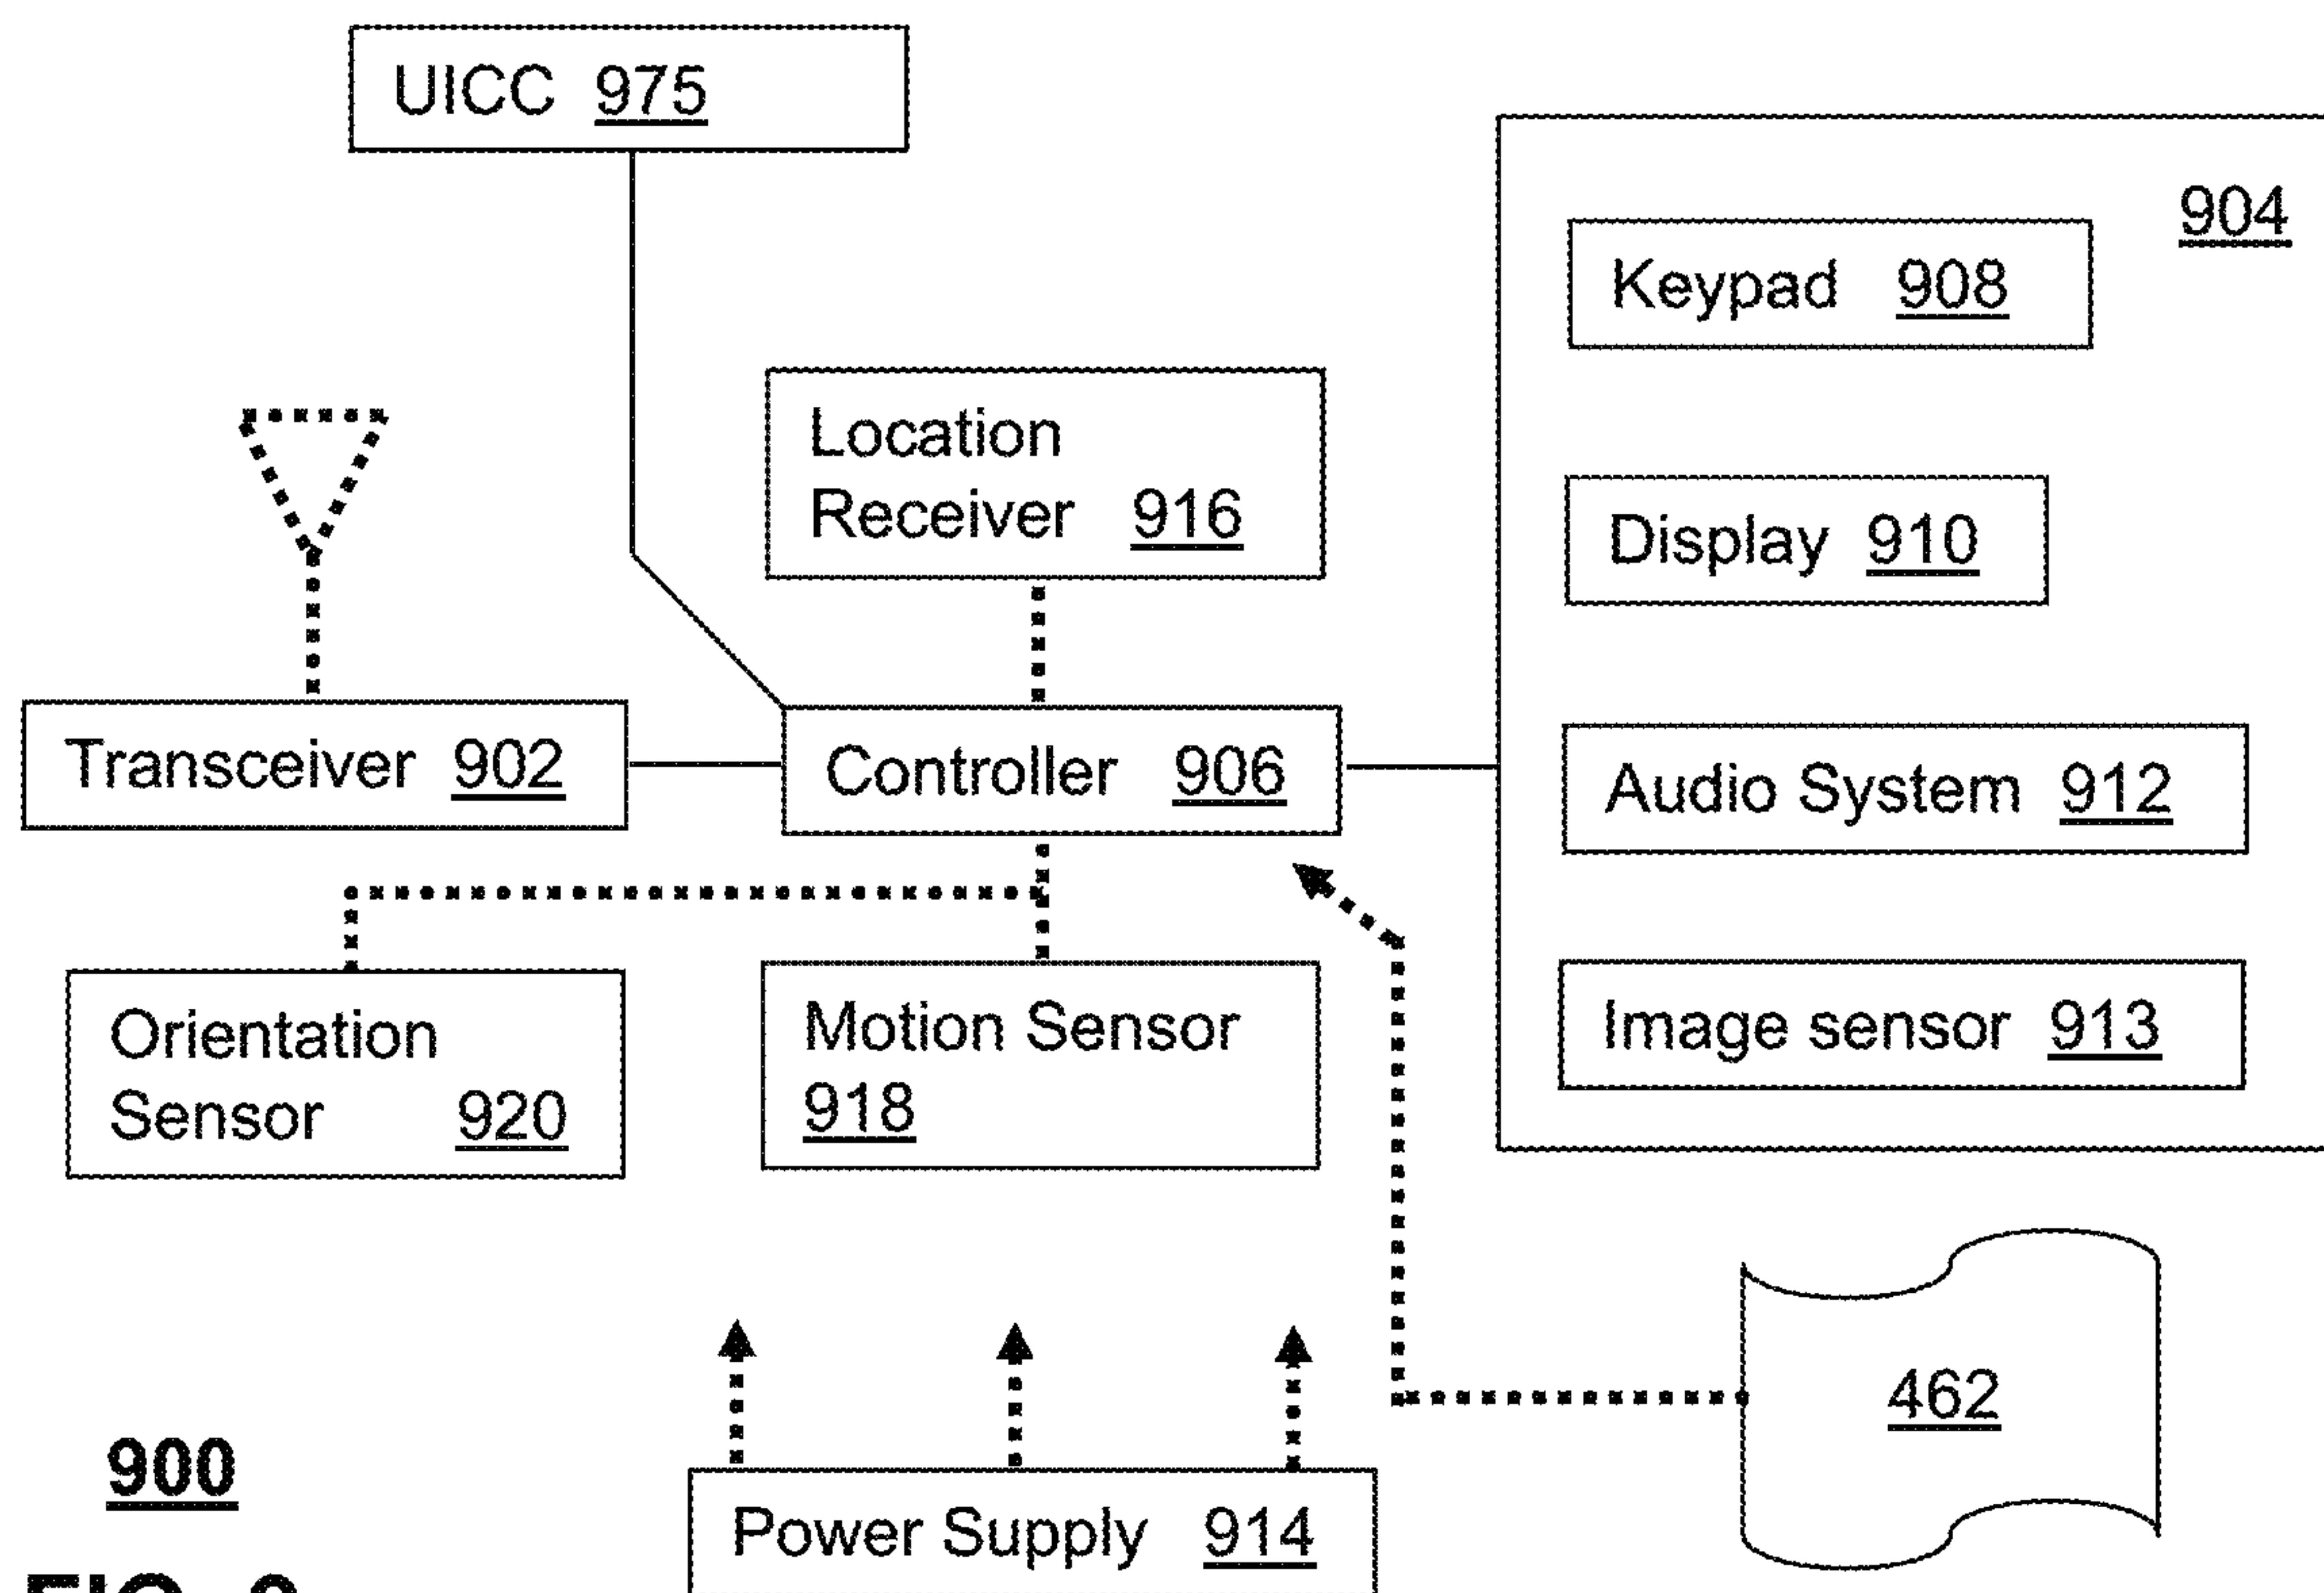 UICC 975
904
Keypad 908
Location
Receiver 916
Display 910
Transceiver 902
Controller 906
Audio System 912
Orientation
Sensor 920
Motion Sensor
918
Image sensor 913
462
900
Power Supply 914